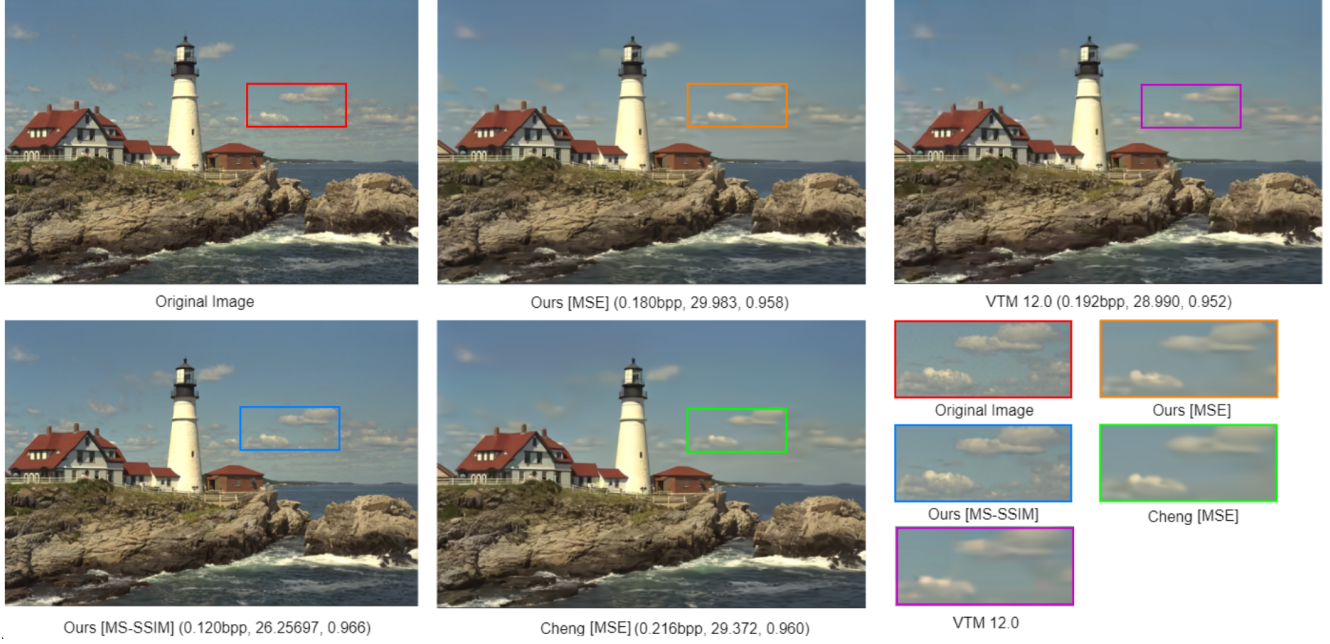 Original Image
Ours [MSE] (0.180bpp, 29.983, 0.958)
VTM 12.0 (0.192bpp, 28.990, 0.952)
Original Image
Ours [MSE]
Ours [MS-SSIM]
Cheng [MSE]
VTM 12.0
Ours [MS-SSIM] (0.120bpp, 26.25697, 0.966)
Cheng [MSE] (0.216bpp, 29.372, 0.960)